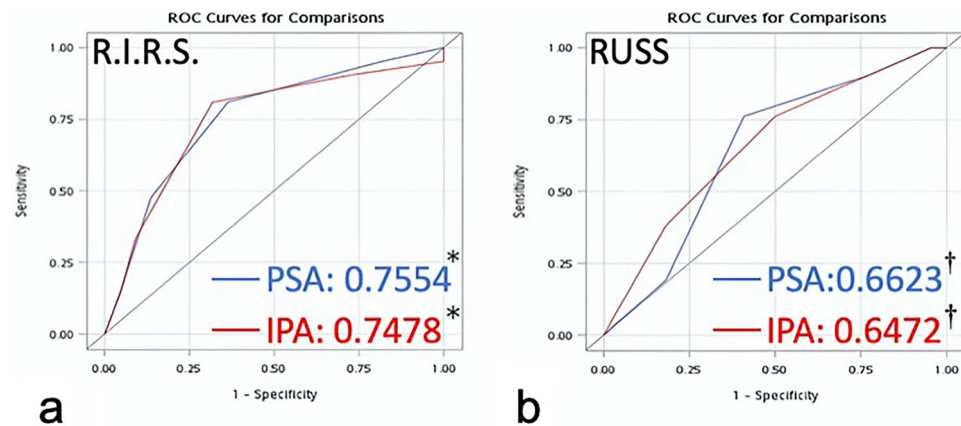 ROC Curves for Comparisons
R.I.R.S.
1.00
0.75
0.50
0.25
0.00
Sensitivity
PSA: 0.7554*
IPA: 0.7478*
0.00 0.25 0.50 0.75 1.00
1 - Specificity
a
ROC Curves for Comparisons
RUSS
1.00
0.75
0.50
0.25
0.00
Sensitivity
PSA:0.6623†
IPA: 0.6472†
0.00 0.25 0.50 0.75 1.00
1 - Specificity
b